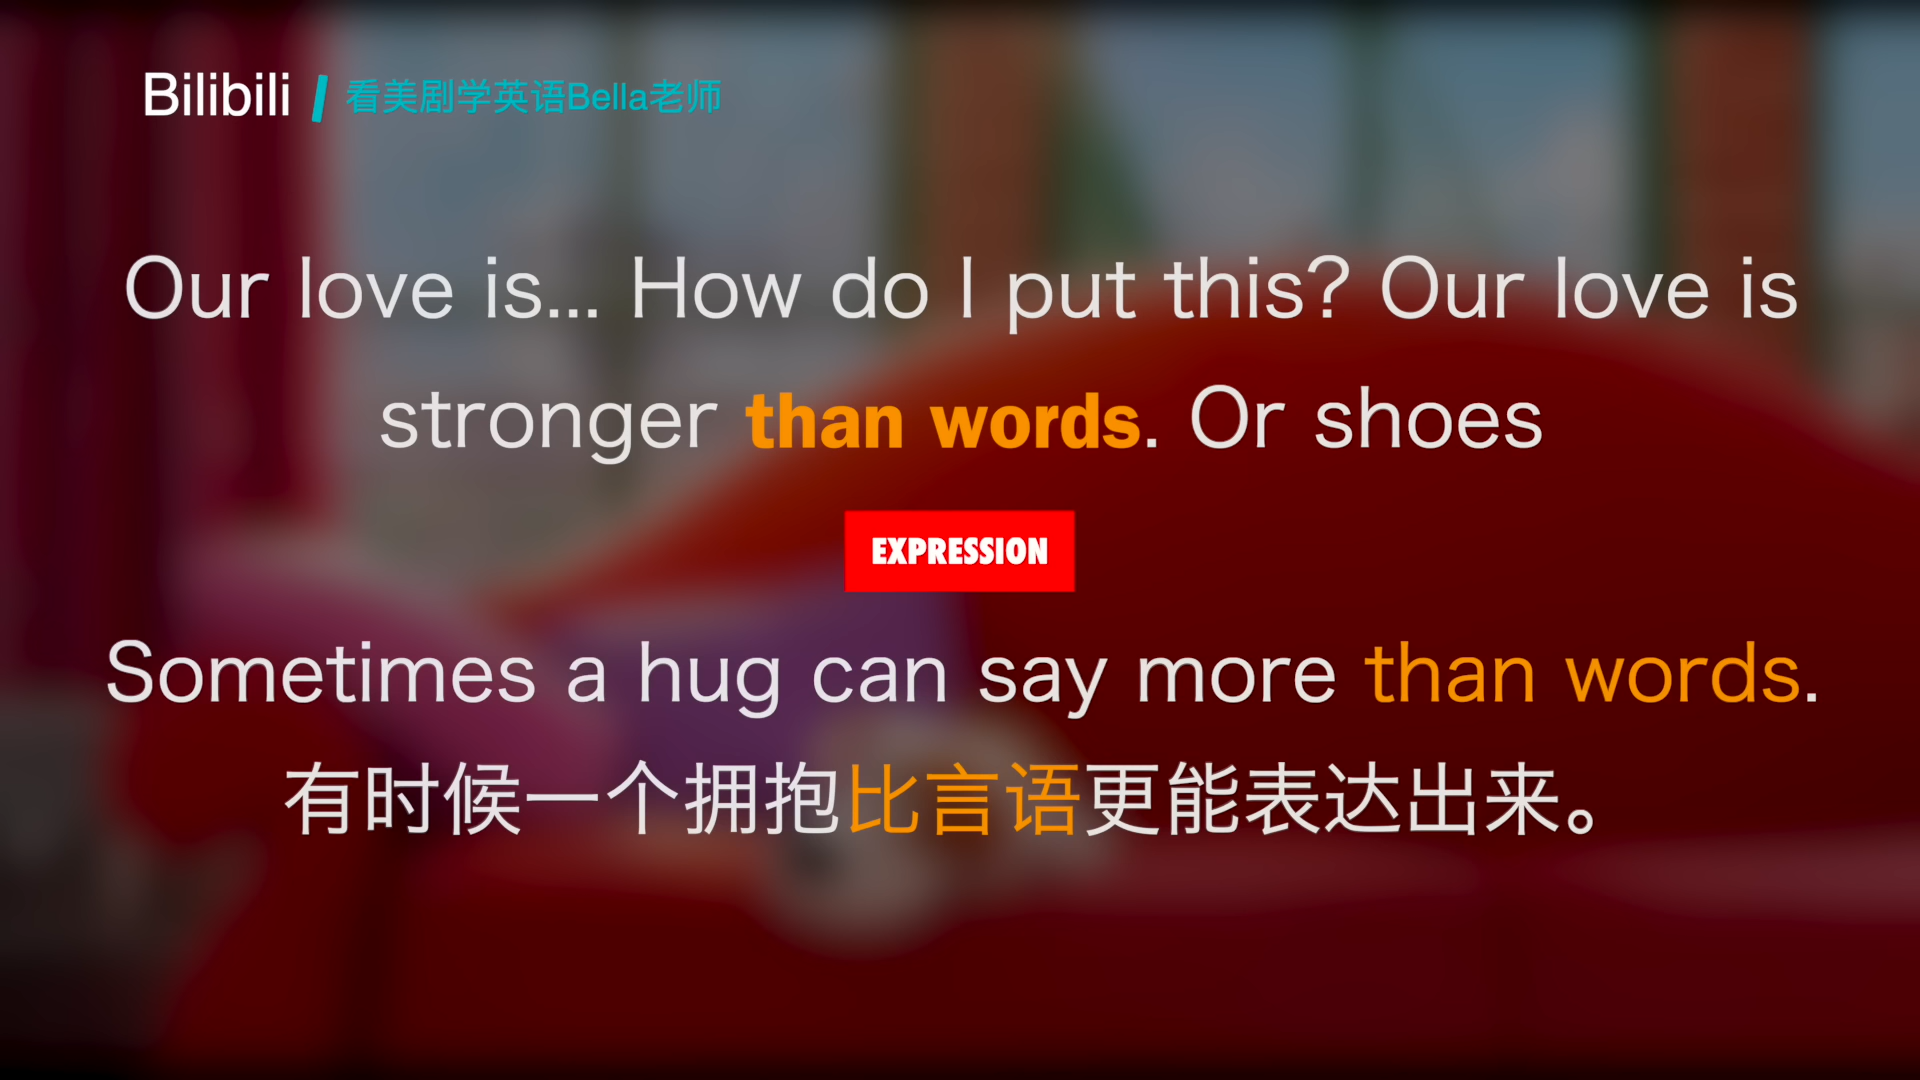 Bilibili / 看美剧学英语Bella老师
Our love is... How do I put this? Our love is
stronger than words. Or shoes
EXPRESSION
Sometimes a hug can say more than words.
有时候一个拥抱比言语更能表达出来。